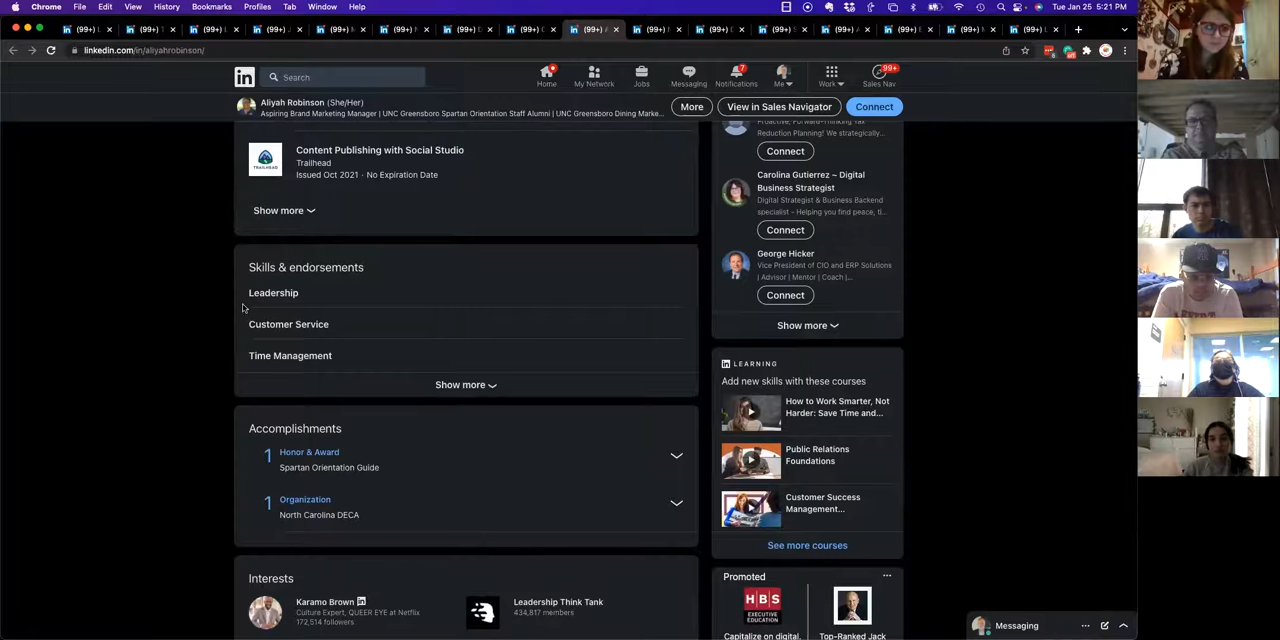 Chrome File Edit View History Bookmarks Profiles Tab Window Help
Tue Jan 25 5:21 PM
linkedin.com/in/aliyahrobinson/
Search
Home
My Network
Jobs
Messaging
7
Notifications
Me
Work
99+
Sales Nav
Aliyah Robinson (She/Her)
Aspiring Brand Marketing Manager | UNC Greensboro Spartan Orientation Staff Alumni | UNC Greensboro Dining Marke...
More
View in Sales Navigator
Connect
Content Publishing with Social Studio
Trailhead
Issued Oct 2021 · No Expiration Date
TRAILHEAD
Show more
Skills & endorsements
Leadership
Customer Service
Time Management
Show more
Accomplishments
1 Honor & Award
Spartan Orientation Guide
1 Organization
North Carolina DECA
Interests
Karamo Brown
Culture Expert, QUEER EYE at Netflix
172,514 followers
Leadership Think Tank
434,817 members
Proactive, Forward-Thinking Tax
Reduction Planning! We strategically...
Connect
Carolina Gutierrez ~ Digital
Business Strategist
Digital Strategist & Business Backend
specialist - Helping you find peace, ti...
Connect
George Hicker
Vice President of CIO and ERP Solutions
| Advisor | Mentor | Coach |...
Connect
Show more
LEARNING
Add new skills with these courses
How to Work Smarter, Not
Harder: Save Time and...
Public Relations
Foundations
Customer Success
Management...
See more courses
Promoted
HBS
EXECUTIVE
EDUCATION
Capitalize on digital.
Top-Ranked Jack
Messaging